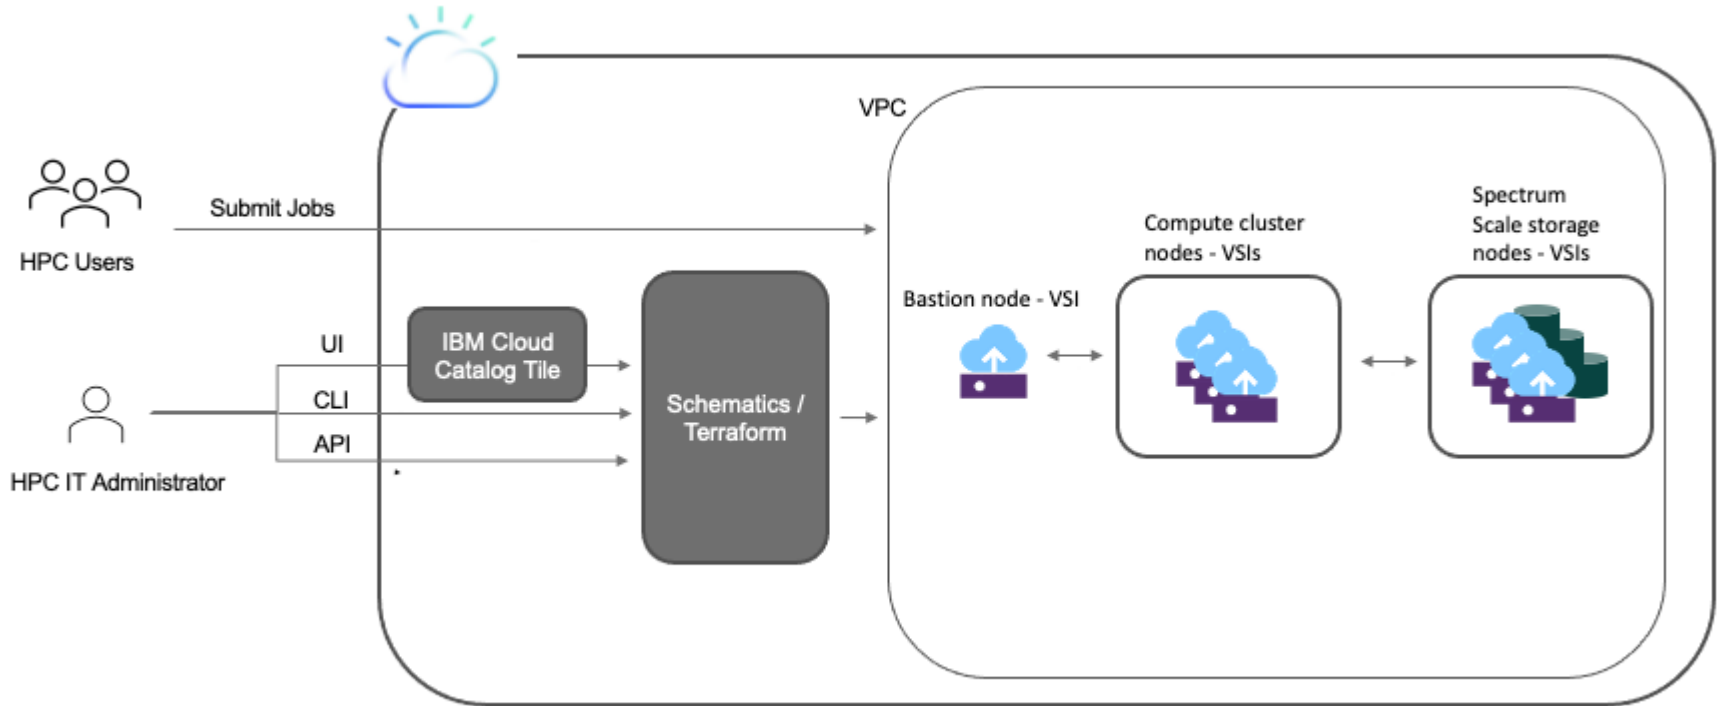 VPC
Submit Jobs
HPC Users
Spectrum
Scale storage
nodes - VSIs
Compute cluster
nodes - VSIs
Bastion node - VSI
UI
IBM Cloud
Catalog Tile
CLI
API
Schematics /
Terraform
HPC IT Administrator